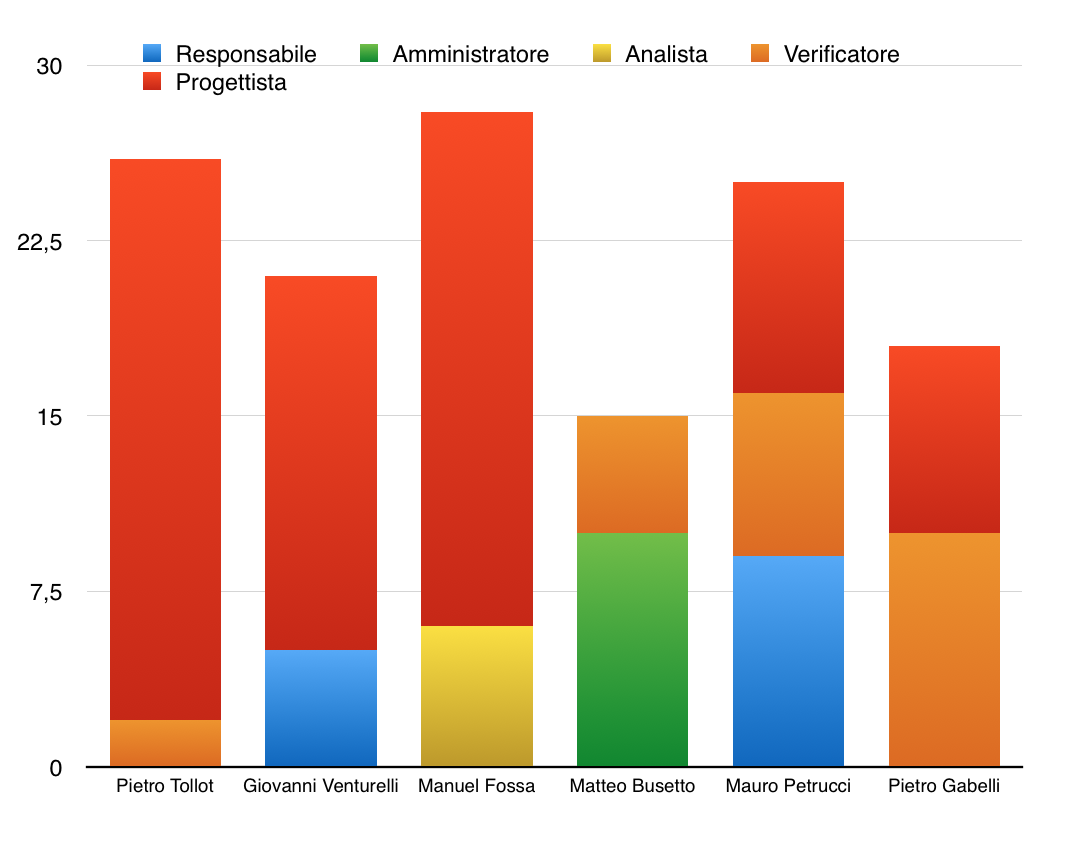 Responsabile Amministratore Analista Verificatore
30
Progettista
22,5
15
7,5
0
Pietro Tollot Giovanni Venturelli Manuel Fossa Matteo Busetto Mauro Petrucci Pietro Gabelli